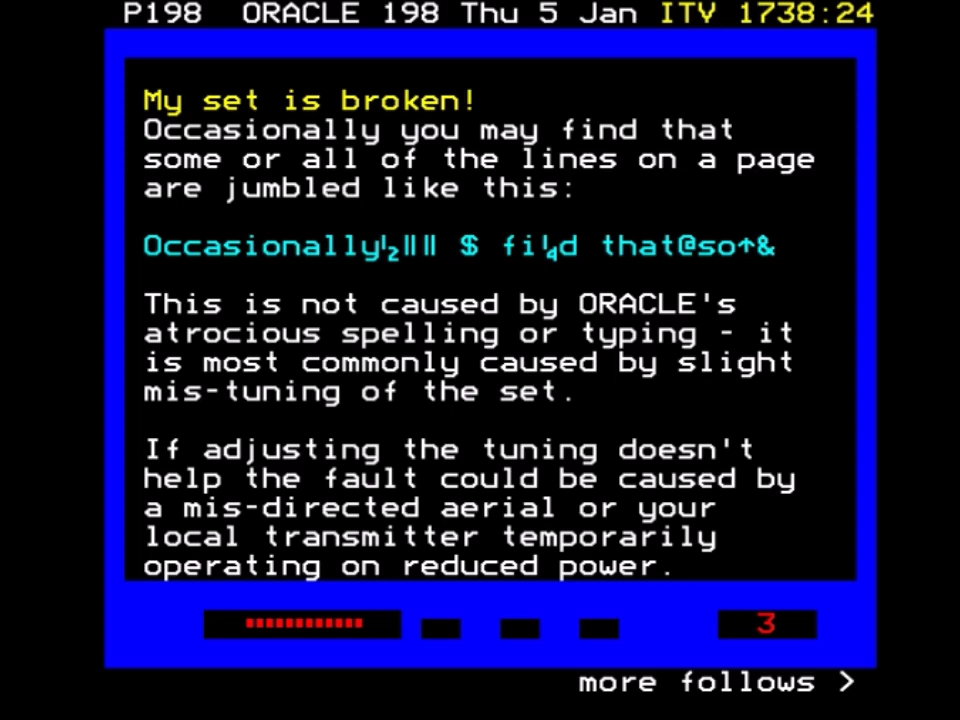 P198 ORACLE 198 Thu 5 Jan ITV 1738:24
My set is broken!
Occasionally you may find that
some or all of the lines on a page
are jumbled like this:
Occasionally½‖‖ $ fi¼d that@so↑&
This is not caused by ORACLE's
atrocious spelling or typing - it
is most commonly caused by slight
mis-tuning of the set.
If adjusting the tuning doesn't
help the fault could be caused by
a mis-directed aerial or your
local transmitter temporarily
operating on reduced power.
3
more follows >